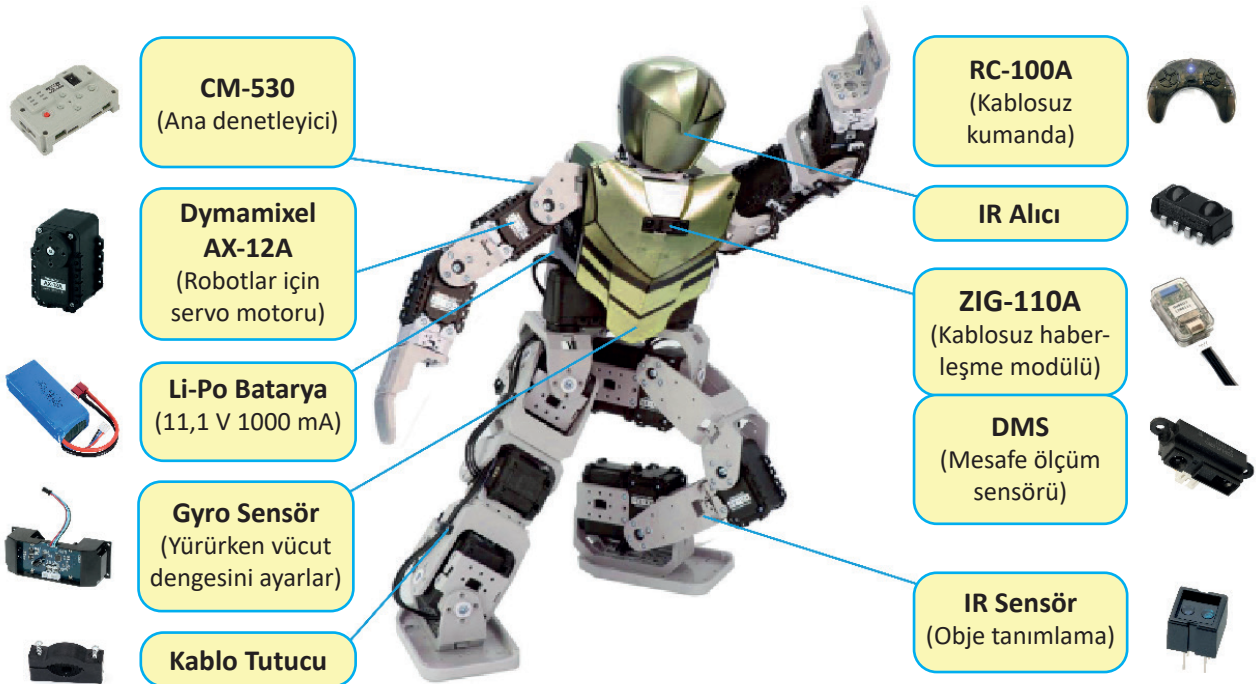 CM-530
(Ana denetleyici)
Dymamixel
AX-12A
(Robotlar için
servo motoru)
Li-Po Batarya
(11,1 V 1000 mA)
Gyro Sensör
(Yürürken vücut
dengesini ayarlar)
Kablo Tutucu
RC-100A
(Kablosuz
kumanda)
IR Alıcı
ZIG-110A
(Kablosuz haber-
leşme modülü)
DMS
(Mesafe ölçüm
sensörü)
IR Sensör
(Obje tanımlama)
AX-12A